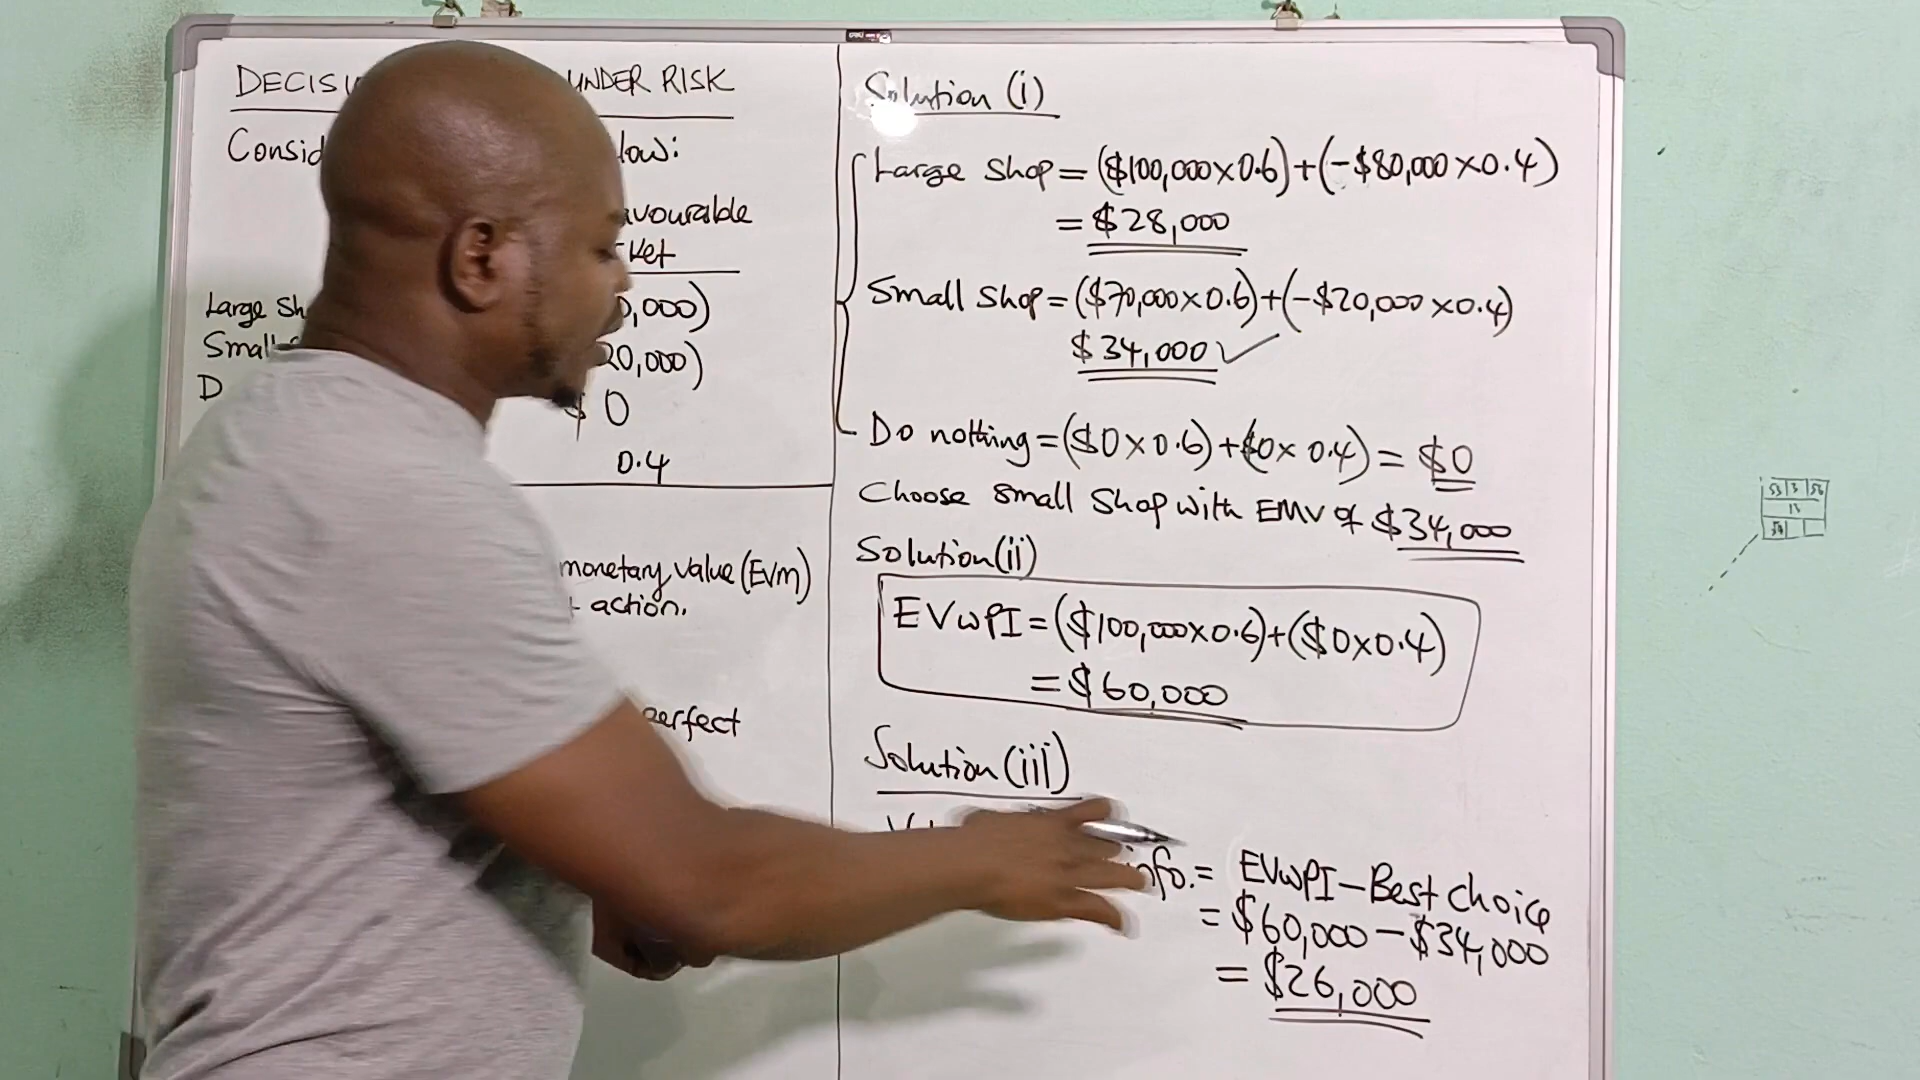 UNDER RISK
low:
avourable
ket
Large Sh
0,000)
Small
20,000)
D
$ 0
0.4
monetary value (EVM)
action.
perfect
Solution (i)
Large Shop = ($100,000 x 0.6) + (-$80,000 x 0.4)
= $28,000
Small Shop = ($70,000 x 0.6) + (-$20,000 x 0.4)
$34,000 ✓
Do nothing = ($0 x 0.6) + ($0 x 0.4) = $0
Choose Small Shop with EMV of $34,000
Solution (ii)
EVwPI = ($100,000 x 0.6) + ($0 x 0.4)
= $60,000
Solution (iii)
info. = EVwPI - Best choice
= $60,000 - $34,000
= $26,000